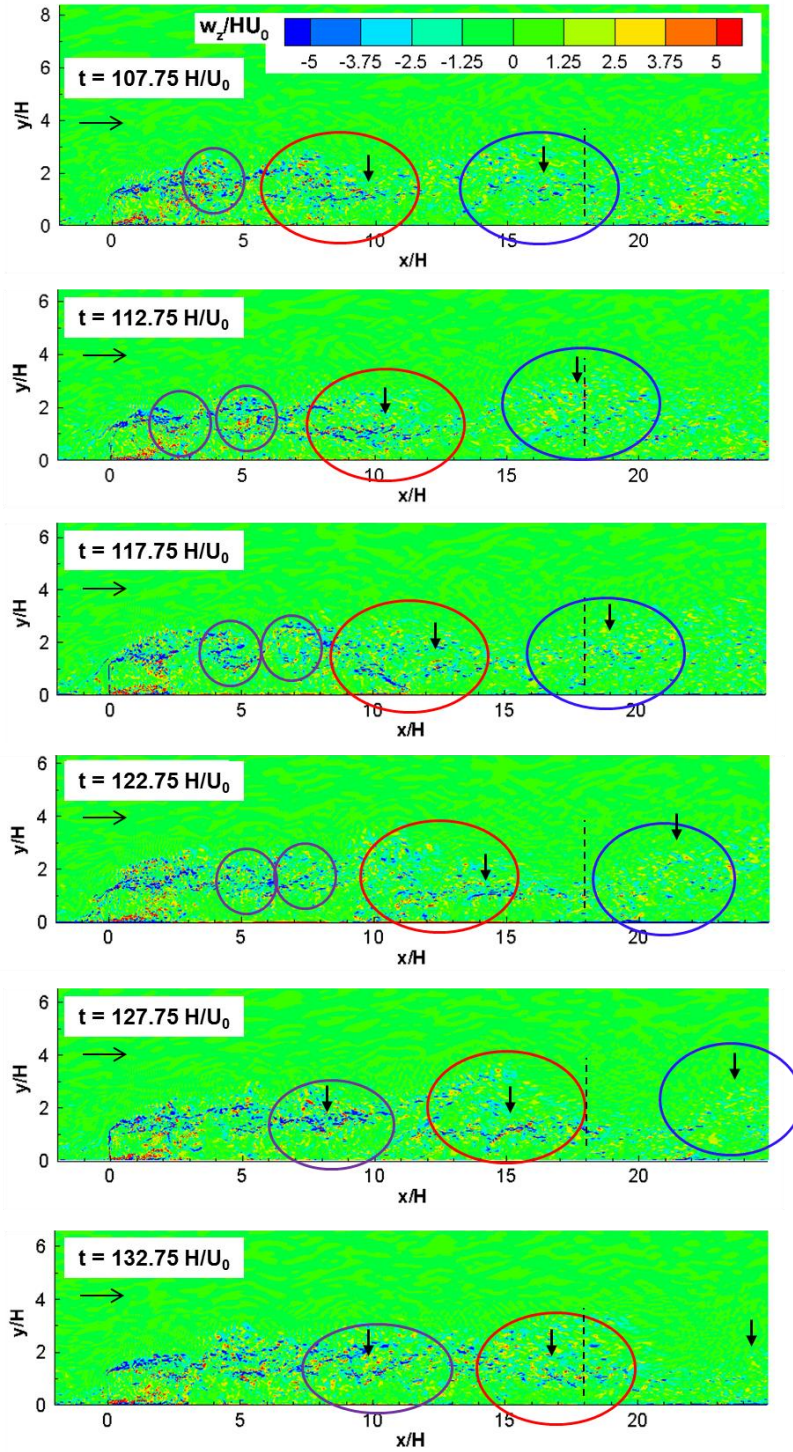 w_z/HU_0
-5 -3.75 -2.5 -1.25 0 1.25 2.5 3.75 5
t = 107.75 H/U_0
y/H
8
6
4
2
0
0 5 10 15 20
x/H
t = 112.75 H/U_0
y/H
6
4
2
0
0 5 10 15 20
x/H
t = 117.75 H/U_0
y/H
6
4
2
0
0 5 10 15 20
x/H
t = 122.75 H/U_0
y/H
6
4
2
0
0 5 10 15 20
x/H
t = 127.75 H/U_0
y/H
6
4
2
0
0 5 10 15 20
x/H
t = 132.75 H/U_0
y/H
6
4
2
0
0 5 10 15 20
x/H